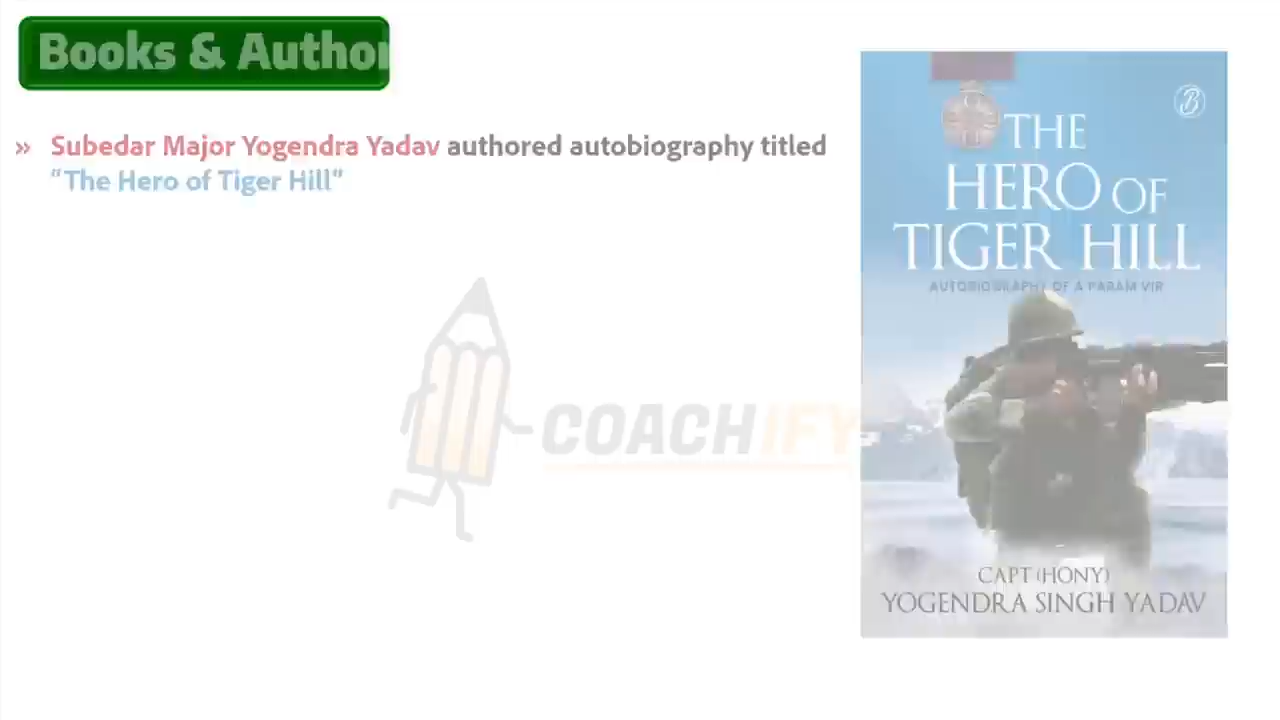 Books & Author
» Subedar Major Yogendra Yadav authored autobiography titled
“The Hero of Tiger Hill”
COACHIFY
B
THE
HERO OF
TIGER HILL
AUTOBIOGRAPHY OF A PARAM VIR
CAPT (HONY)
YOGENDRA SINGH YADAV